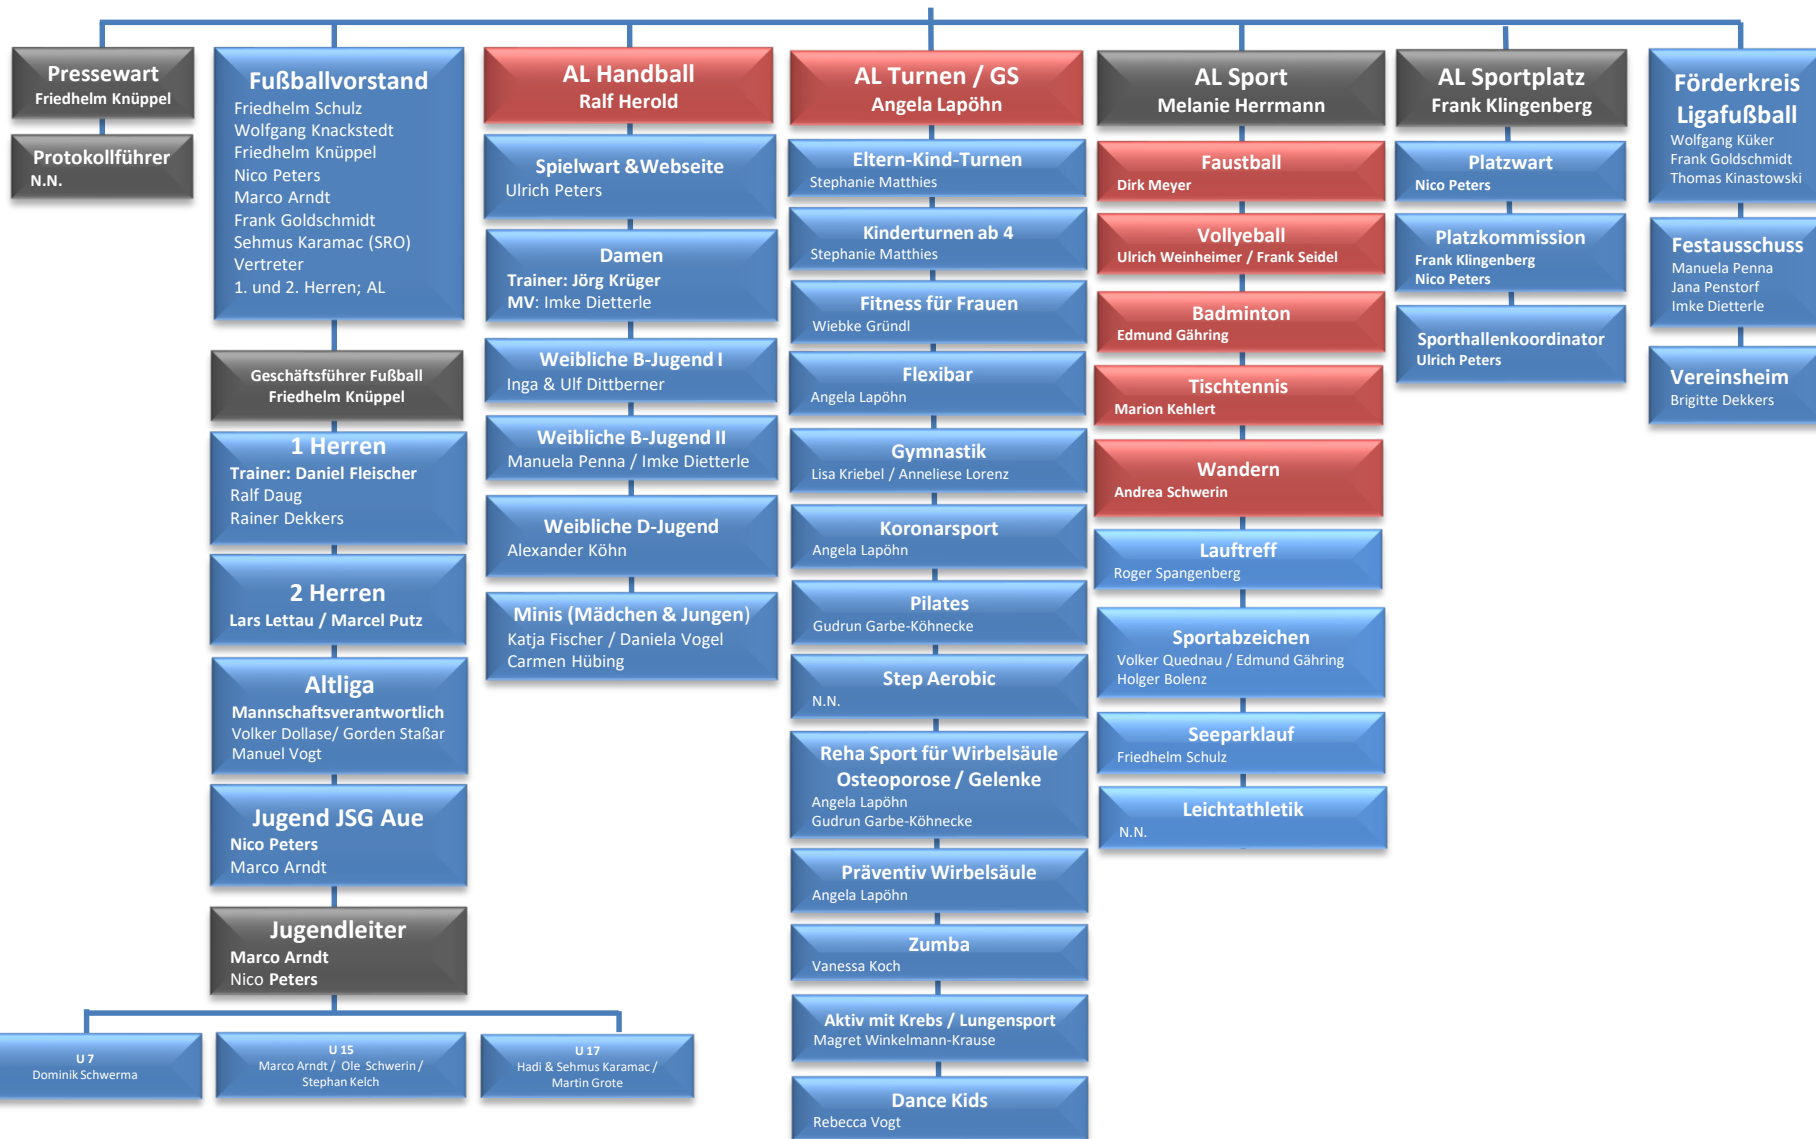 Pressewart
Friedhelm Knüppel
Protokollführer
N.N.
Fußballvorstand
Friedhelm Schulz
Wolfgang Knackstedt
Friedhelm Knüppel
Nico Peters
Marco Arndt
Frank Goldschmidt
Sehmus Karamac (SRO)
Vertreter
1. und 2. Herren; AL
Geschäftsführer Fußball
Friedhelm Knüppel
1 Herren
Trainer: Daniel Fleischer
Ralf Daug
Rainer Dekkers
2 Herren
Lars Lettau / Marcel Putz
Altliga
Mannschaftsverantwortlich
Volker Dollase/ Gorden Staßar
Manuel Vogt
Jugend JSG Aue
Nico Peters
Marco Arndt
Jugendleiter
Marco Arndt
Nico Peters
U 7
Dominik Schwerma
U 15
Marco Arndt / Ole Schwerin /
Stephan Kelch
U 17
Hadi & Sehmus Karamac /
Martin Grote
AL Handball
Ralf Herold
Spielwart &Webseite
Ulrich Peters
Damen
Trainer: Jörg Krüger
MV: Imke Dietterle
Weibliche B-Jugend I
Inga & Ulf Dittberner
Weibliche B-Jugend II
Manuela Penna / Imke Dietterle
Weibliche D-Jugend
Alexander Köhn
Minis (Mädchen & Jungen)
Katja Fischer / Daniela Vogel
Carmen Hübing
AL Turnen / GS
Angela Lapöhn
Eltern-Kind-Turnen
Stephanie Matthies
Kinderturnen ab 4
Stephanie Matthies
Fitness für Frauen
Wiebke Gründl
Flexibar
Angela Lapöhn
Gymnastik
Lisa Kriebel / Anneliese Lorenz
Koronarsport
Angela Lapöhn
Pilates
Gudrun Garbe-Köhnecke
Step Aerobic
N.N.
Reha Sport für Wirbelsäule
Osteoporose / Gelenke
Angela Lapöhn
Gudrun Garbe-Köhnecke
Präventiv Wirbelsäule
Angela Lapöhn
Zumba
Vanessa Koch
Aktiv mit Krebs / Lungensport
Magret Winkelmann-Krause
Dance Kids
Rebecca Vogt
AL Sport
Melanie Herrmann
Faustball
Dirk Meyer
Vollyeball
Ulrich Weinheimer / Frank Seidel
Badminton
Edmund Gähring
Tischtennis
Marion Kehlert
Wandern
Andrea Schwerin
Lauftreff
Roger Spangenberg
Sportabzeichen
Volker Quednau / Edmund Gähring
Holger Bolenz
Seeparklauf
Friedhelm Schulz
Leichtathletik
N.N.
AL Sportplatz
Frank Klingenberg
Platzwart
Nico Peters
Platzkommission
Frank Klingenberg
Nico Peters
Sporthallenkoordinator
Ulrich Peters
Förderkreis
Ligafußball
Wolfgang Küker
Frank Goldschmidt
Thomas Kinastowski
Festausschuss
Manuela Penna
Jana Penstorf
Imke Dietterle
Vereinsheim
Brigitte Dekkers